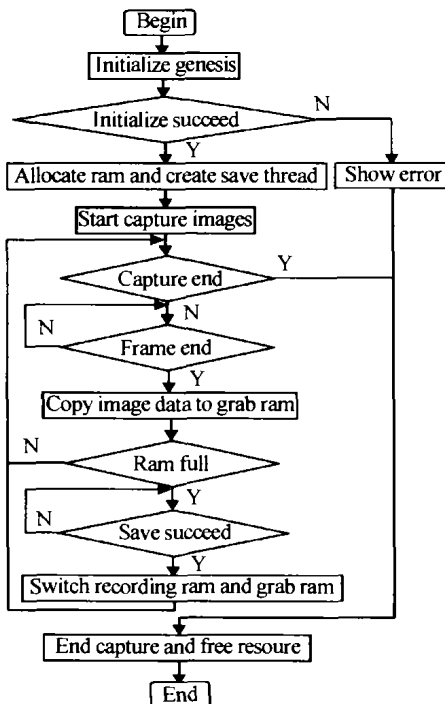 Begin
Initialize genesis
Initialize succeed
N
Y
Allocate ram and create save thread
Show error
Start capture images
Capture end
Y
N
N
Frame end
Y
Copy image data to grab ram
N
Ram full
Y
N
Save succeed
Y
Switch recording ram and grab ram
End capture and free resoure
End